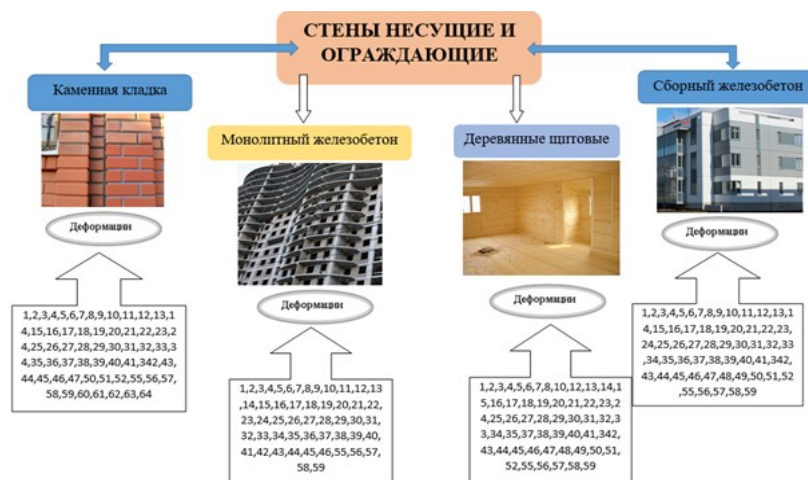 СТЕНЫ НЕСУЩИЕ И
ОГРАЖДАЮЩИЕ
Каменная кладка
Сборный железобетон
Монолитный железобетон
Деревянные щитовые
Деформации
Деформации
Деформации
Деформации
1,2,3,4,5,6,7,8,9,10,11,12,13,1
4,15,16,17,18,19,20,21,22,23,2
4,25,26,27,28,29,30,31,32,33,3
4,35,36,37,38,39,40,41,342,43,
44,45,46,47,50,51,52,55,56,57,
58,59,60,61,62,63,64
1,2,3,4,5,6,7,8,9,10,11,12,13
,14,15,16,17,18,19,20,21,22,
23,24,25,26,27,28,29,30,31,
32,33,34,35,36,37,38,39,40,
41,42,43,44,45,46,55,56,57,
58,59
1,2,3,4,5,6,7,8,10,12,13,14,15
15,16,17,18,19,20,21,22,23,2
4,25,26,27,28,29,30,31,32,33
33,34,35,37,38,39,40,41,342,
43,44,45,46,47,48,49,50,51,
52,55,56,57,58,59
1,2,3,4,5,6,7,8,9,10,11,12,13,1
4,15,16,17,18,19,20,21,22,23,
24,25,26,27,28,29,30,31,32,33
,34,35,36,37,38,39,40,41,342
,43,44,45,46,47,48,49,50,51,52
,55,56,57,58,59